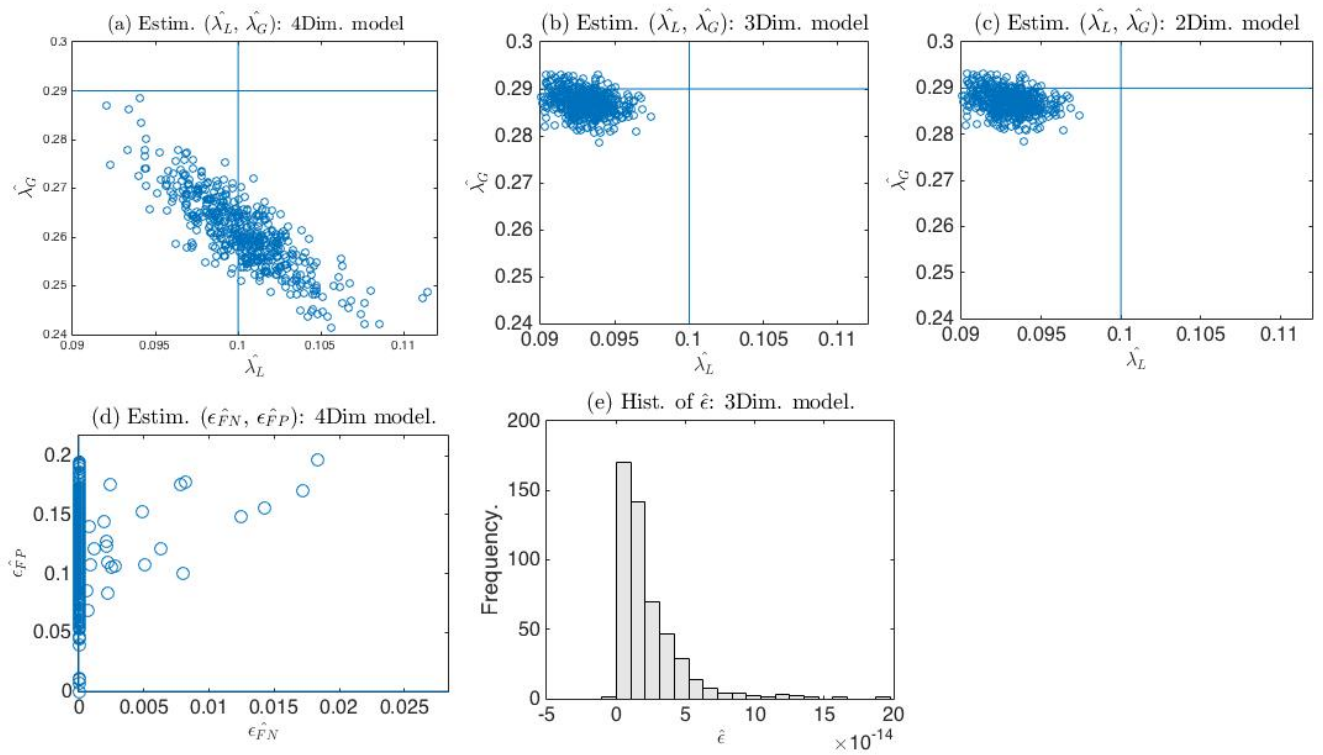 (a) Estim. (λ̂_L, λ̂_G): 4Dim. model
0.3
0.29
0.28
0.27
0.26
0.25
0.24
λ̂_G
0.09 0.095 0.1 0.105 0.11
λ̂_L
(b) Estim. (λ̂_L, λ̂_G): 3Dim. model
0.3
0.29
0.28
0.27
0.26
0.25
0.24
λ̂_G
0.09 0.095 0.1 0.105 0.11
λ̂_L
(c) Estim. (λ̂_L, λ̂_G): 2Dim. model
0.3
0.29
0.28
0.27
0.26
0.25
0.24
λ̂_G
0.09 0.095 0.1 0.105 0.11
λ̂_L
(d) Estim. (ϵ̂_FN, ϵ̂_FP): 4Dim model.
0.2
0.15
0.1
0.05
0
ϵ̂_FP
0 0.005 0.01 0.015 0.02 0.025
ϵ̂_FN
(e) Hist. of ϵ̂: 3Dim. model.
200
150
100
50
0
Frequency.
-5 0 5 10 15 20
ϵ̂
×10^-14